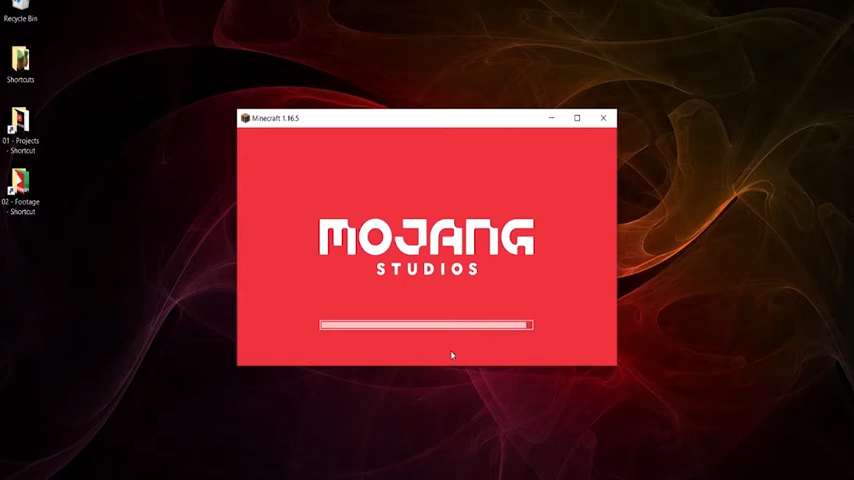 Recycle Bin
Shortcuts
01 - Projects
- Shortcut
02 - Footage
- Shortcut
Minecraft 1.16.5
MOJANG
STUDIOS